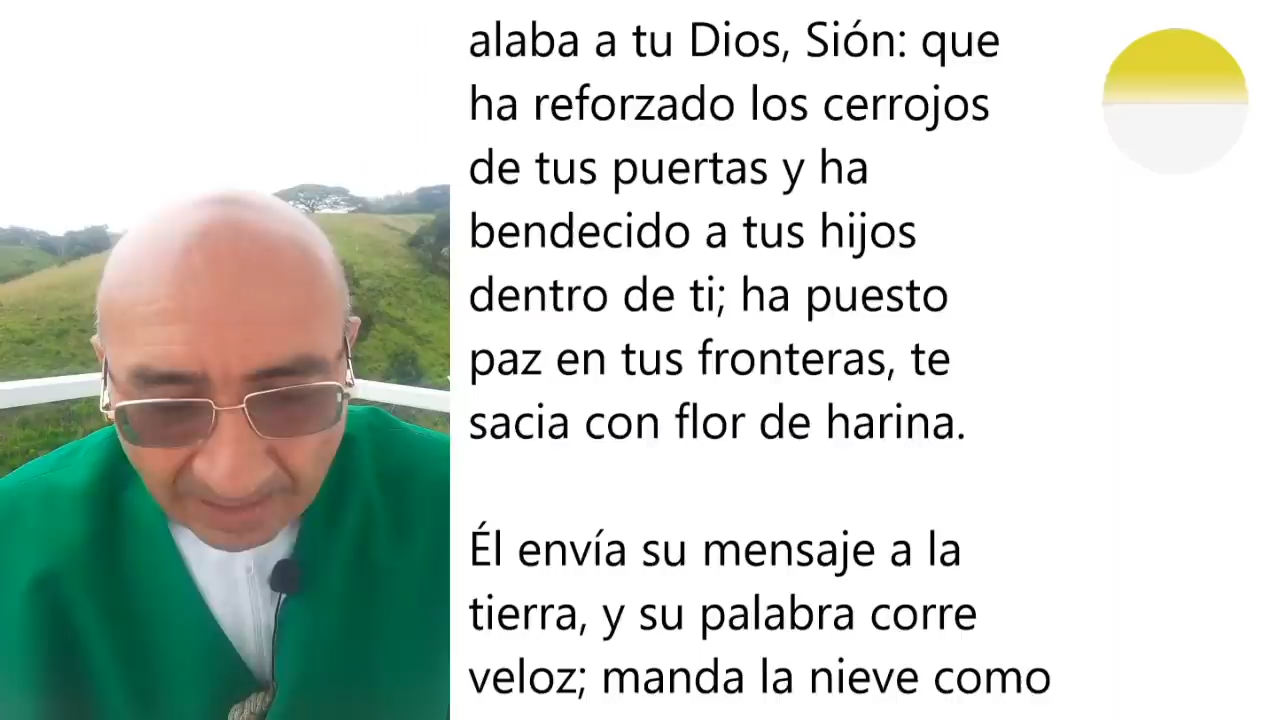 alaba a tu Dios, Sión: que
ha reforzado los cerrojos
de tus puertas y ha
bendecido a tus hijos
dentro de ti; ha puesto
paz en tus fronteras, te
sacia con flor de harina.
Él envía su mensaje a la
tierra, y su palabra corre
veloz; manda la nieve como